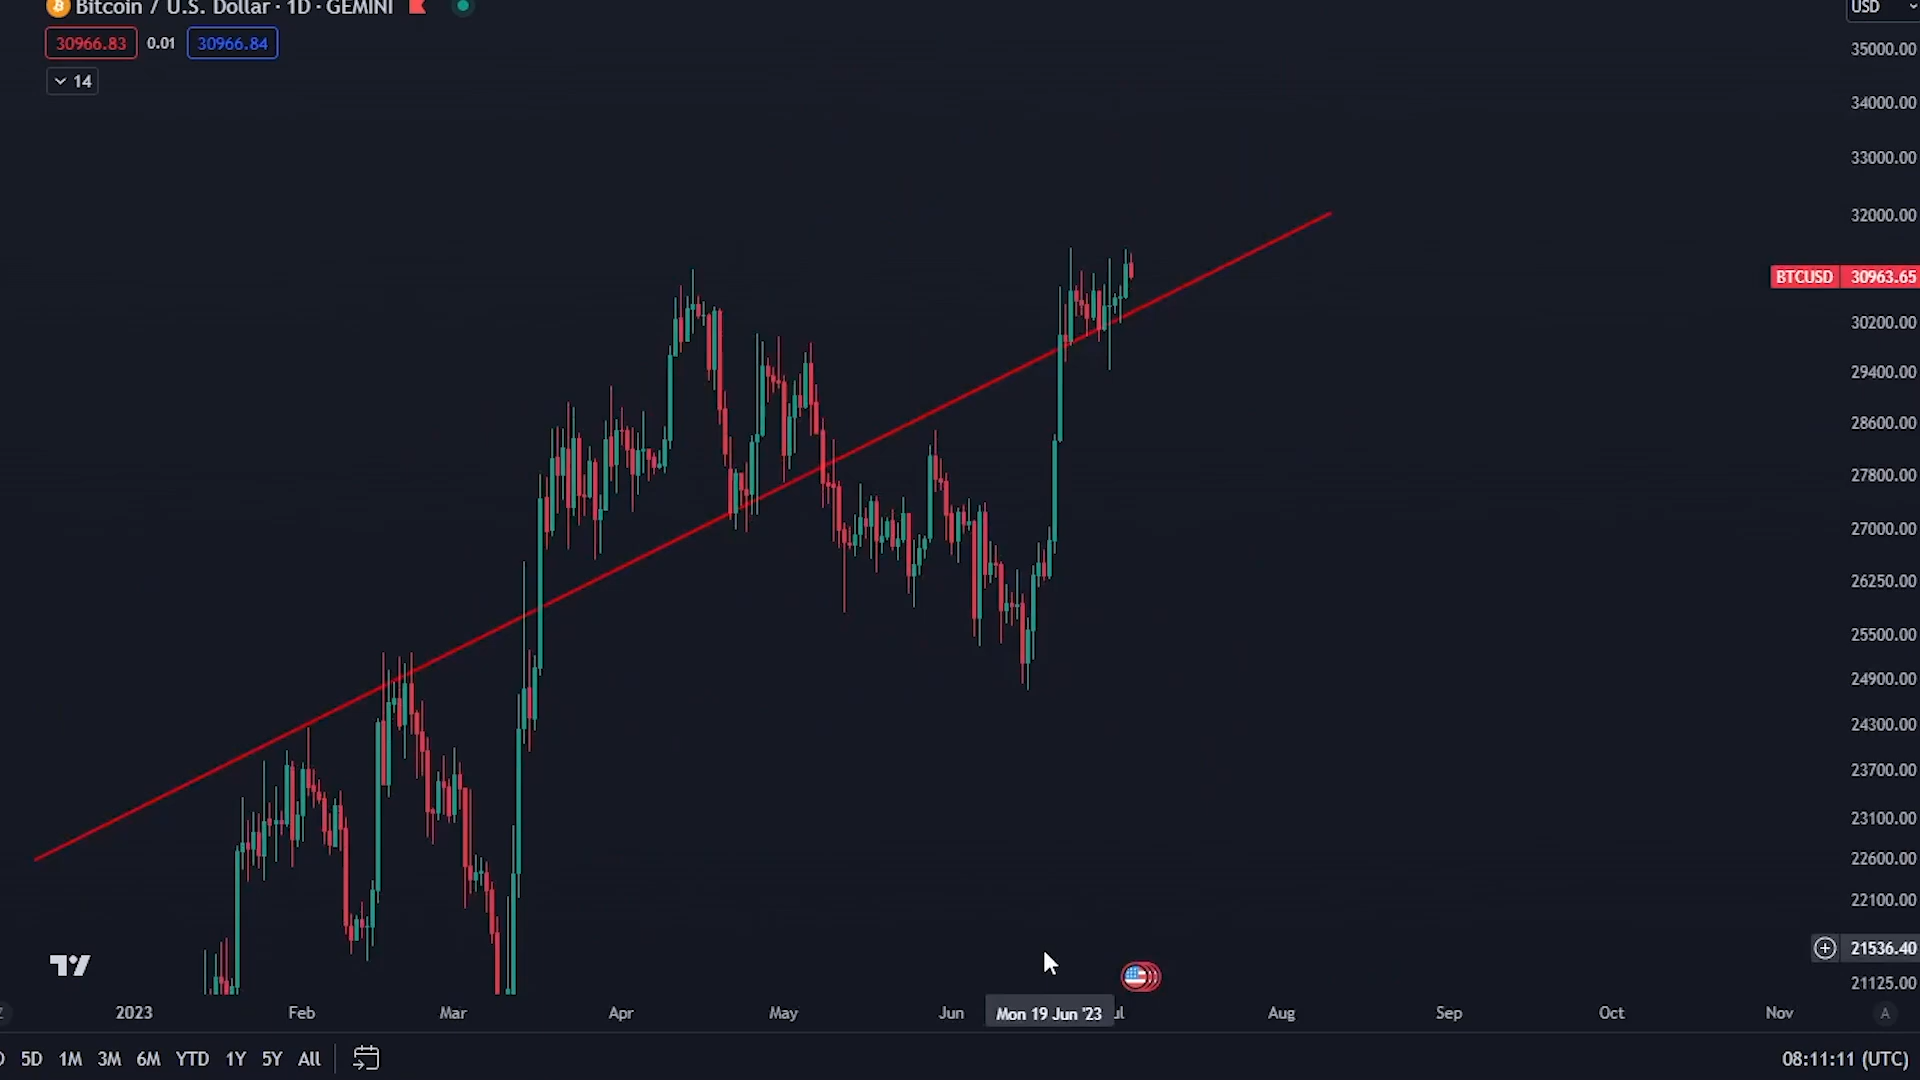 Bitcoin / U.S. Dollar · 1D · GEMINI
USD
30966.83 0.01 30966.84
14
35000.00
34000.00
33000.00
32000.00
BTCUSD 30963.65
30200.00
29400.00
28600.00
27800.00
27000.00
26250.00
25500.00
24900.00
24300.00
23700.00
23100.00
22600.00
22100.00
21536.40
21125.00
2023 Feb Mar Apr May Jun Mon 19 Jun '23 Aug Sep Oct Nov A
5D 1M 3M 6M YTD 1Y 5Y All
08:11:11 (UTC)